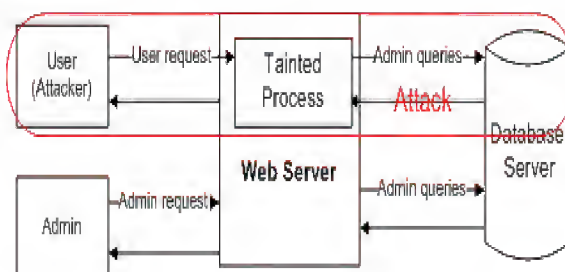 User
(Attacker)
User request
Tainted
Process
Admin queries
Attack
Database
Server
Web Server
Admin
Admin request
Admin queries